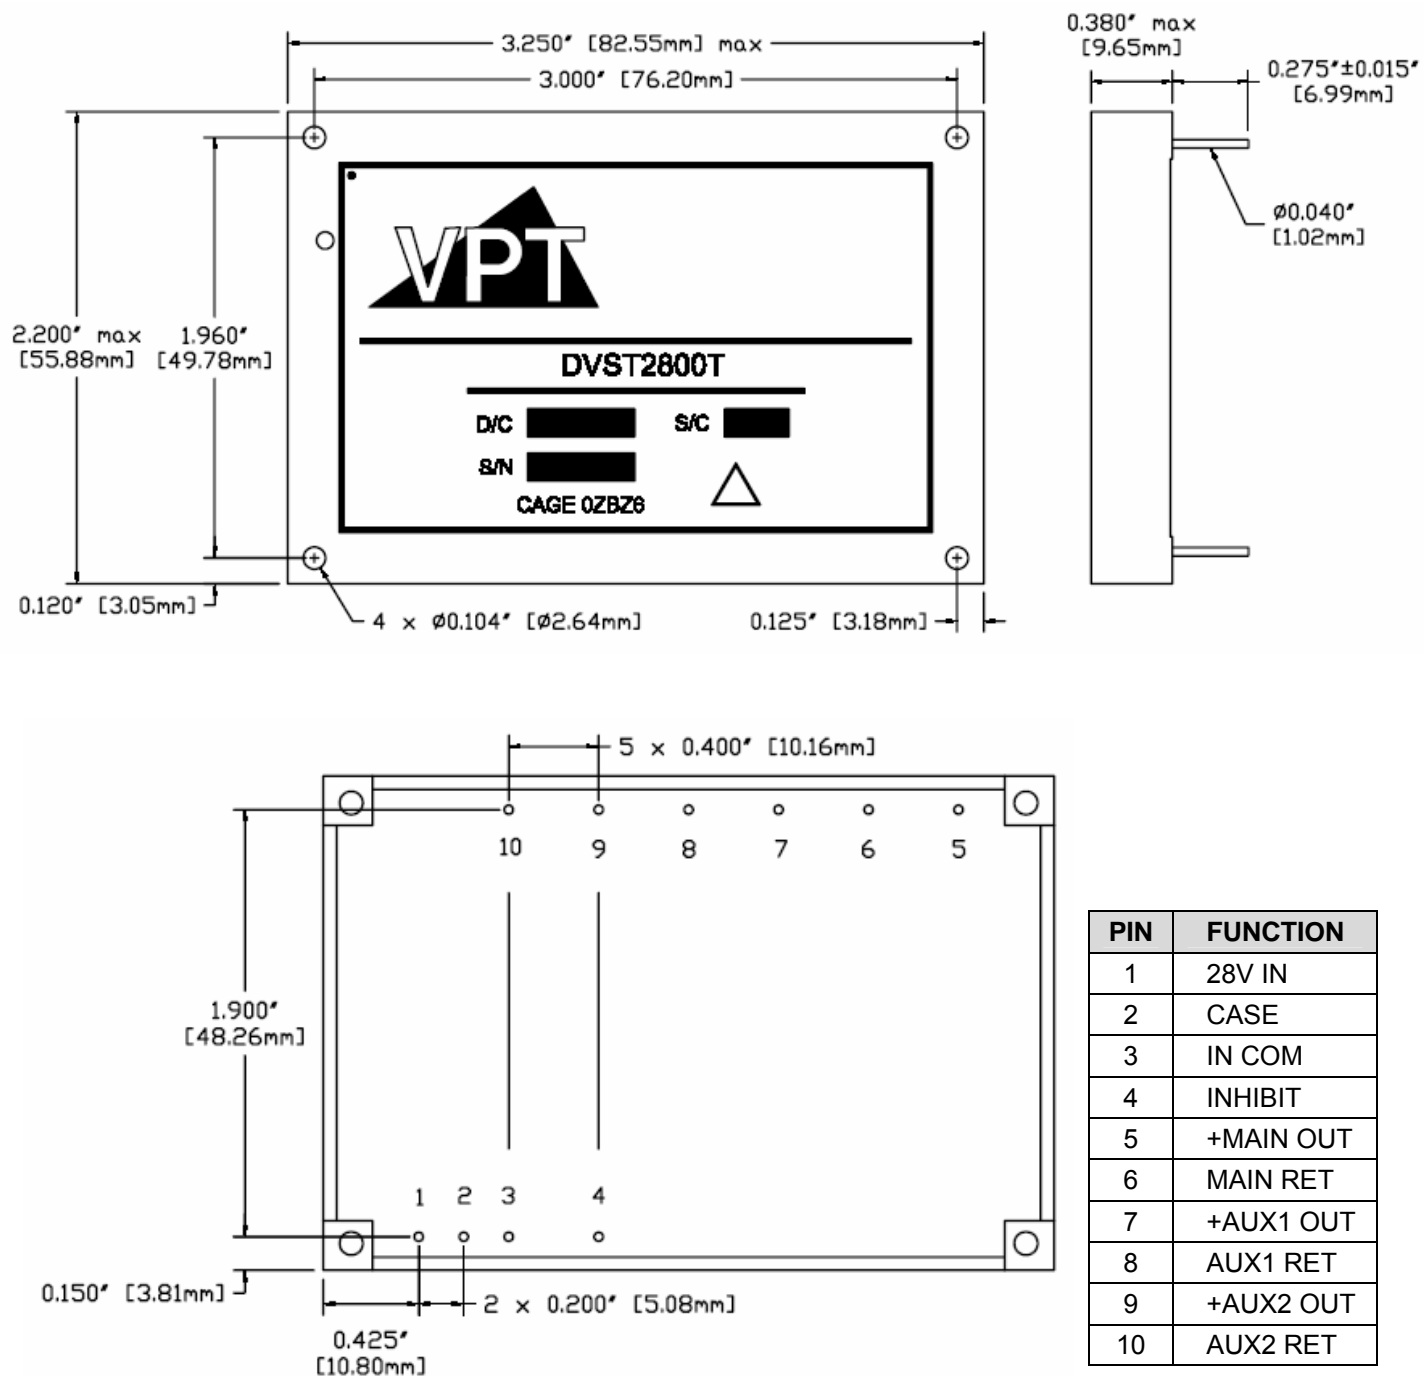 3.250" [82.55mm] max
3.000" [76.20mm]
0.380" max
[9.65mm]
0.275"±0.015"
[6.99mm]
ø0.040"
[1.02mm]
2.200" max
[55.88mm]
1.960"
[49.78mm]
VPT
DVST2800T
D/C
S/C
S/N
CAGE 0ZBZ6
0.120" [3.05mm]
4 x ø0.104" [ø2.64mm]
0.125" [3.18mm]
5 x 0.400" [10.16mm]
10 9 8 7 6 5
1.900"
[48.26mm]
1 2 3 4
0.150" [3.81mm]
2 x 0.200" [5.08mm]
0.425"
[10.80mm]
PIN FUNCTION
1 28V IN
2 CASE
3 IN COM
4 INHIBIT
5 +MAIN OUT
6 MAIN RET
7 +AUX1 OUT
8 AUX1 RET
9 +AUX2 OUT
10 AUX2 RET